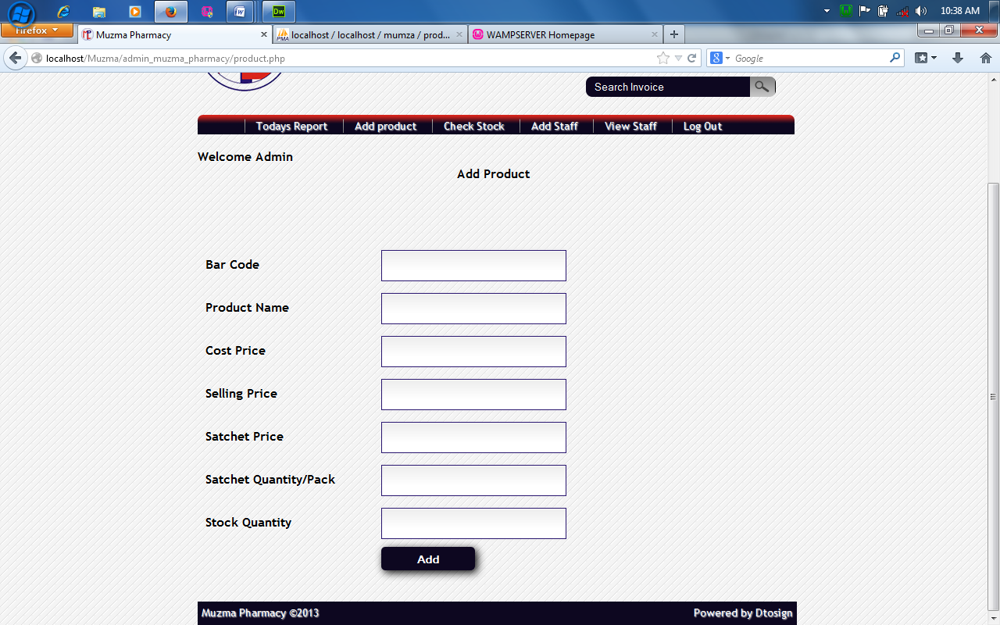 W
Dw
10:38 AM
Firefox
Muzma Pharmacy
PMA
localhost / localhost / mumza / prod...
WAMPSERVER Homepage
localhost/Muzma/admin_muzma_pharmacy/product.php
8
Google
Search Invoice
Todays Report
Add product
Check Stock
Add Staff
View Staff
Log Out
Welcome Admin
Add Product
Bar Code
Product Name
Cost Price
Selling Price
Satchet Price
Satchet Quantity/Pack
Stock Quantity
Add
Muzma Pharmacy ©2013
Powered by Dtosign